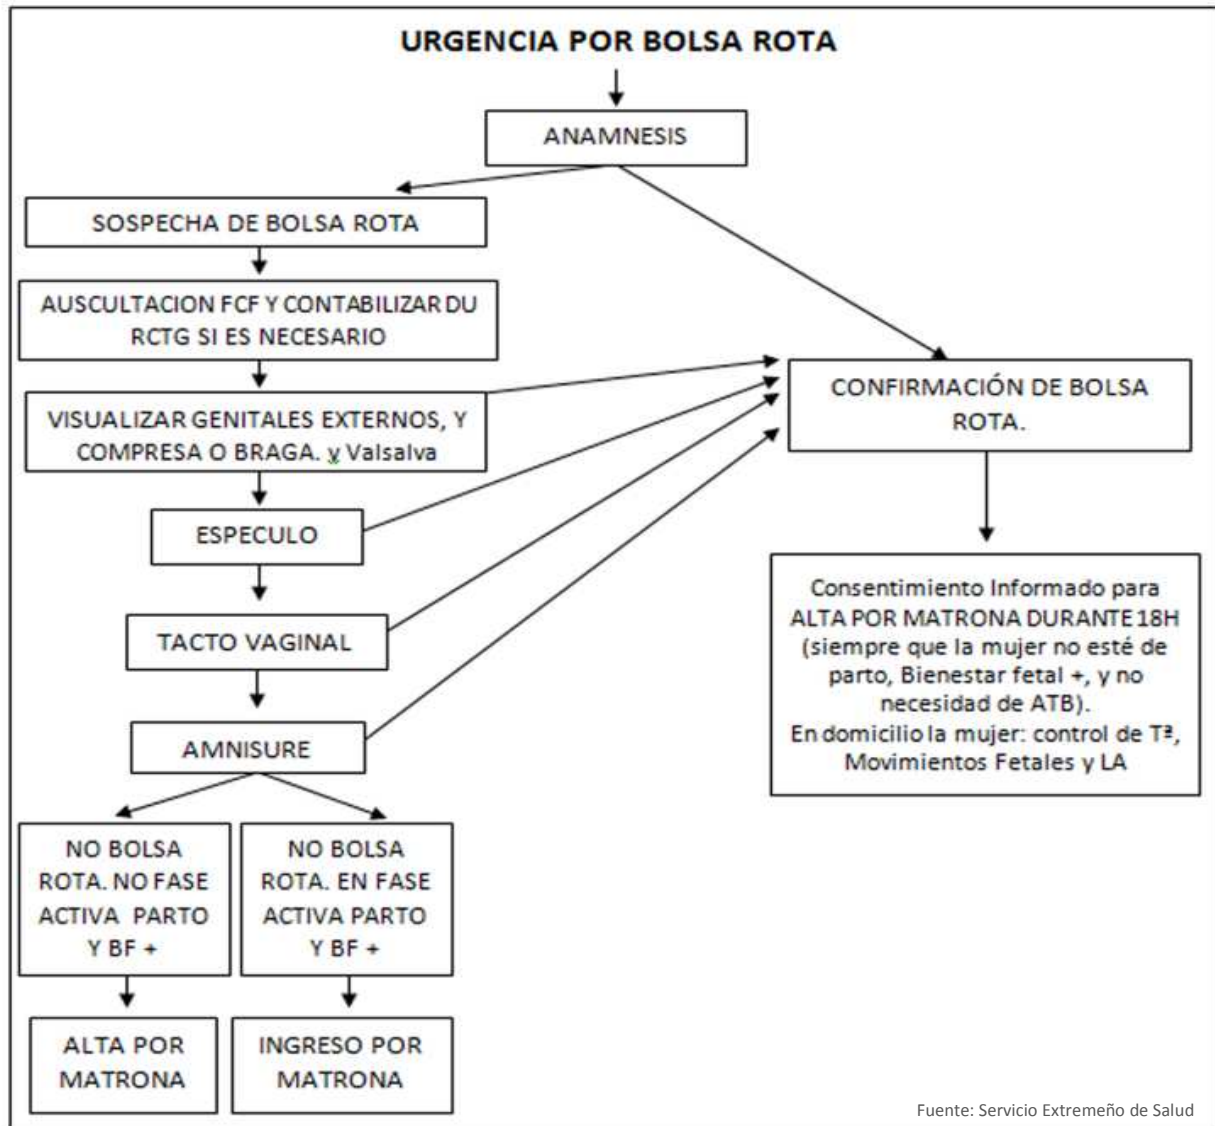 URGENCIA POR BOLSA ROTA
ANAMNESIS
SOSPECHA DE BOLSA ROTA
AUSCULTACION FCF Y CONTABILIZAR DU
RCTG SI ES NECESARIO
VISUALIZAR GENITALES EXTERNOS, Y
COMPRESA O BRAGA. y Valsalva
CONFIRMACIÓN DE BOLSA
ROTA.
ESPECULO
TACTO VAGINAL
AMNISURE
Consentimiento Informado para
ALTA POR MATRONA DURANTE 18H
(siempre que la mujer no esté de
parto, Bienestar fetal +, y no
necesidad de ATB).
En domicilio la mujer: control de Tª,
Movimientos Fetales y LA
NO BOLSA
ROTA. NO FASE
ACTIVA PARTO
Y BF +
NO BOLSA
ROTA. EN FASE
ACTIVA PARTO
Y BF +
ALTA POR
MATRONA
INGRESO POR
MATRONA
Fuente: Servicio Extremeño de Salud